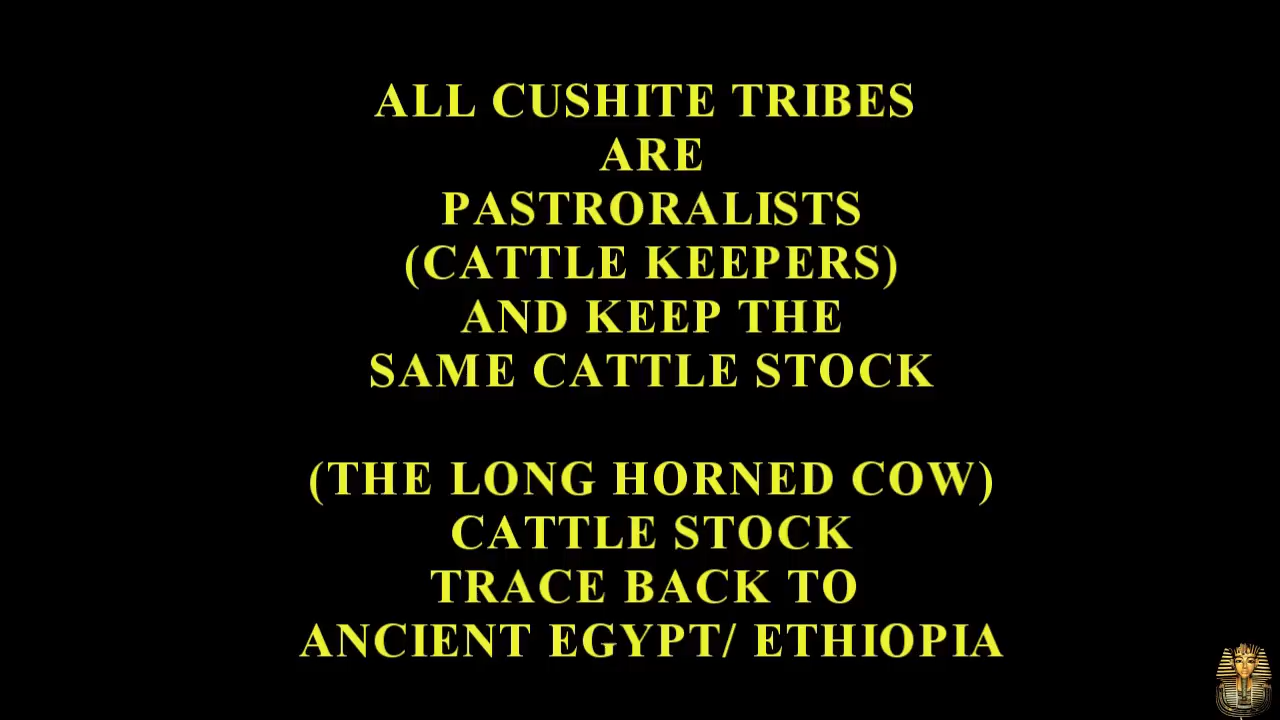 ALL CUSHITE TRIBES
ARE
PASTRORALISTS
(CATTLE KEEPERS)
AND KEEP THE
SAME CATTLE STOCK
(THE LONG HORNED COW)
CATTLE STOCK
TRACE BACK TO
ANCIENT EGYPT/ ETHIOPIA